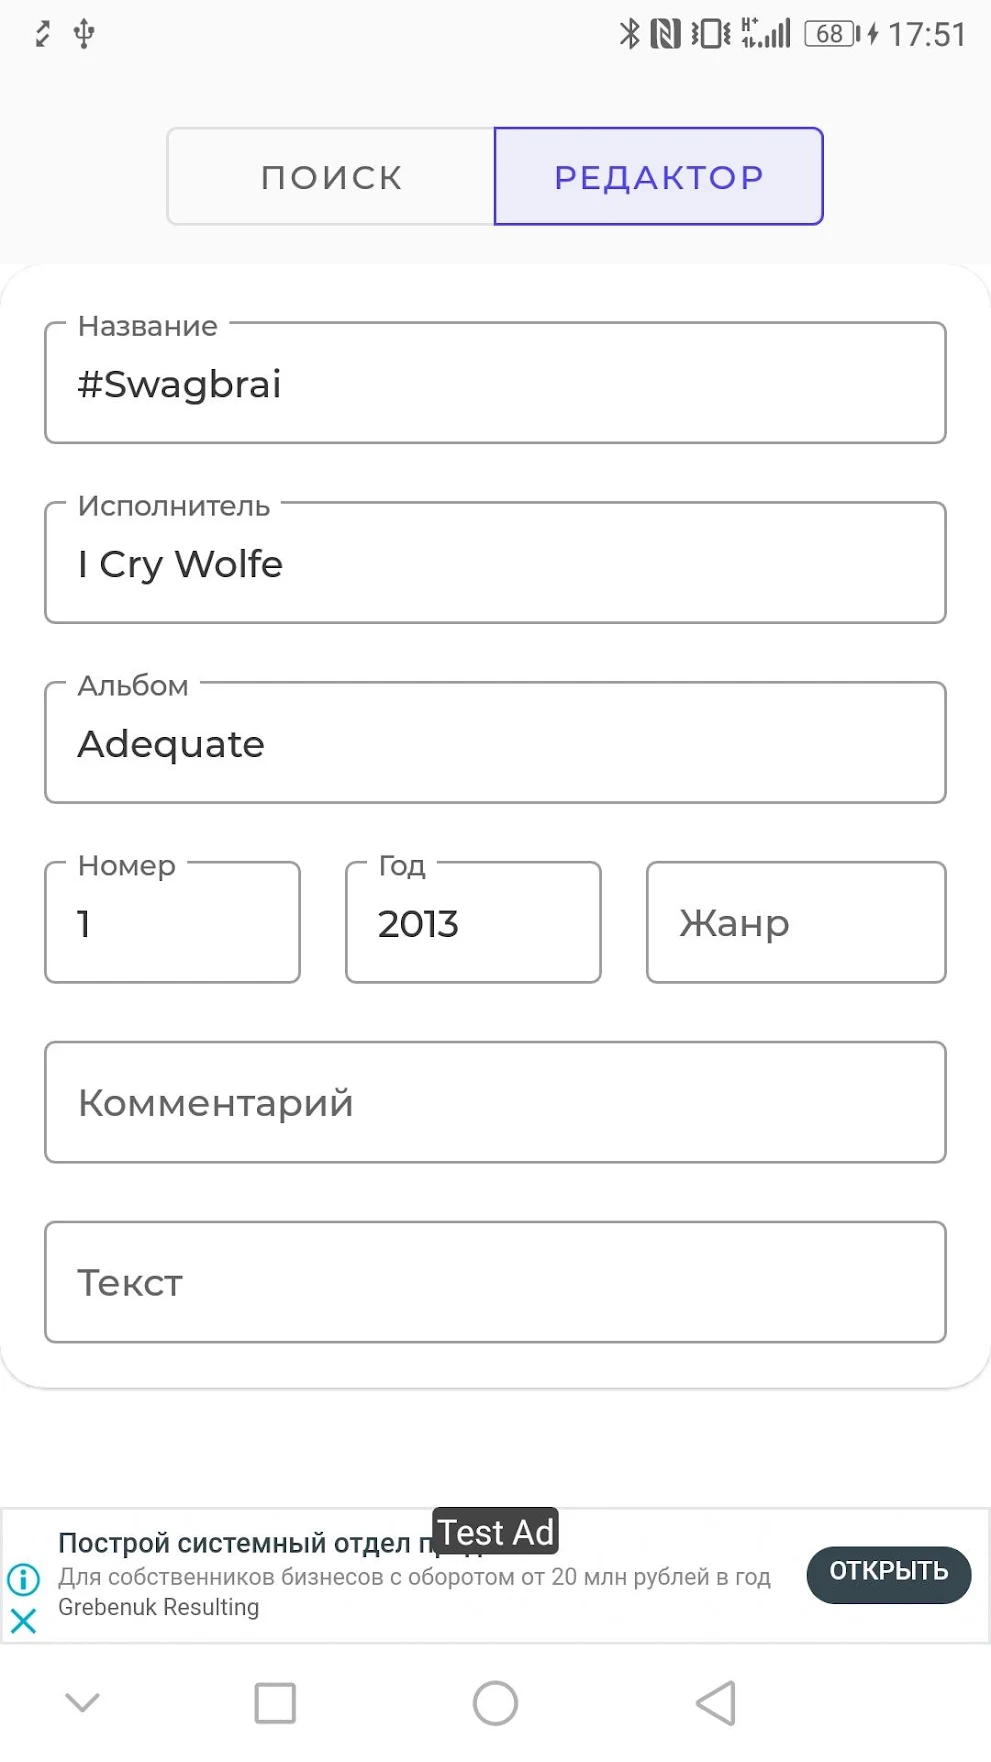 H+
68
17:51
ПОИСК
РЕДАКТОР
Название
#Swagbrai
Исполнитель
I Cry Wolfe
Альбом
Adequate
Номер
1
Год
2013
Жанр
Комментарий
Текст
Построй системный отдел
Test Ad
Для собственников бизнесов с оборотом от 20 млн рублей в год
Grebenuk Resulting
ОТКРЫТЬ